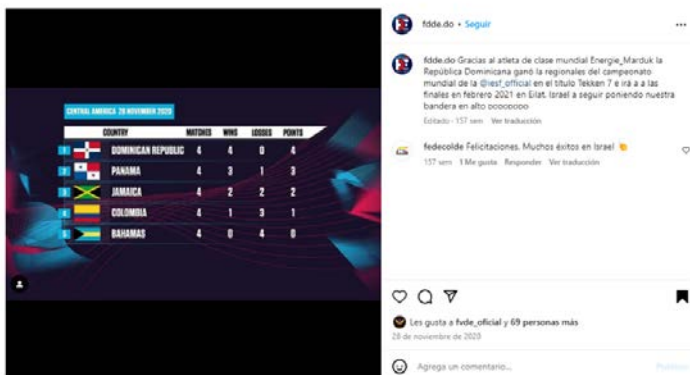 CENTRAL AMERICA 28 NOVEMBER 2020
COUNTRY MATCHES WINS LOSSES POINTS
1 DOMINICAN REPUBLIC 4 4 0 4
2 PANAMA 4 3 1 3
3 JAMAICA 4 2 2 2
4 COLOMBIA 4 1 3 1
5 BAHAMAS 4 0 4 0
fdde.do • Seguir
fdde.do Gracias al atleta de clase mundial Energie_Marduk la
República Dominicana ganó la regionales del campeonato
mundial de la @iesf_official en el título Tekken 7 e irá a a las
finales en febrero 2021 en Eilat. Israel a seguir poniendo nuestra
bandera en alto oooooooo
Editado · 157 sem Ver traducción
fedecolde Felicitaciones. Muchos éxitos en Israel 👏
157 sem 1 Me gusta Responder Ver traducción
Les gusta a fvde_oficial y 69 personas más
28 de noviembre de 2020
Agrega un comentario...